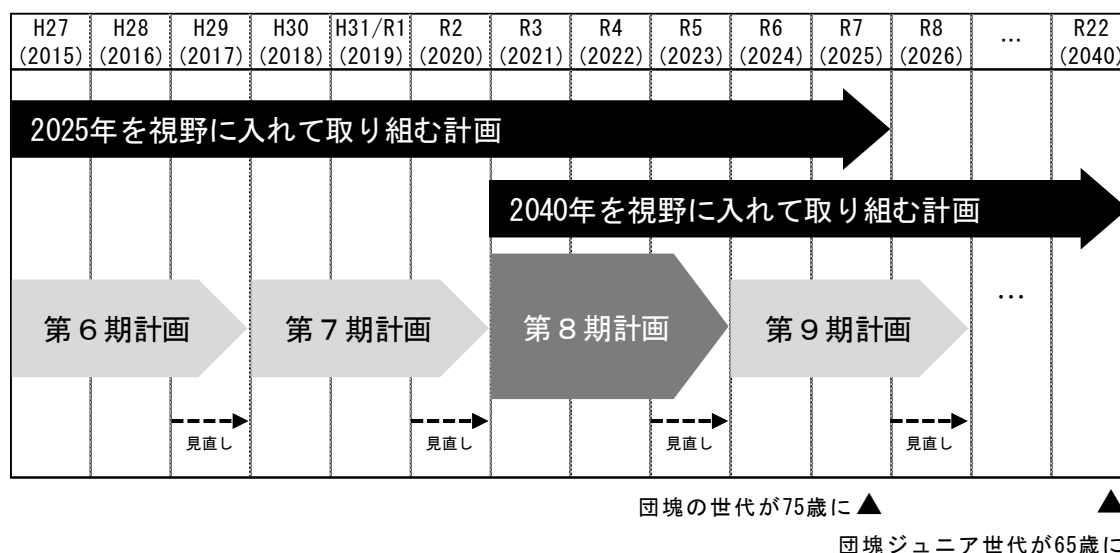 H27 H28 H29 H30 H31/R1 R2 R3 R4 R5 R6 R7 R8 … R22
(2015) (2016) (2017) (2018) (2019) (2020) (2021) (2022) (2023) (2024) (2025) (2026) (2040)
2025年を視野に入れて取り組む計画
2040年を視野に入れて取り組む計画
…
第６期計画 第７期計画 第８期計画 第９期計画
見直し 見直し 見直し 見直し
団塊の世代が75歳に▲ ▲
団塊ジュニア世代が65歳に